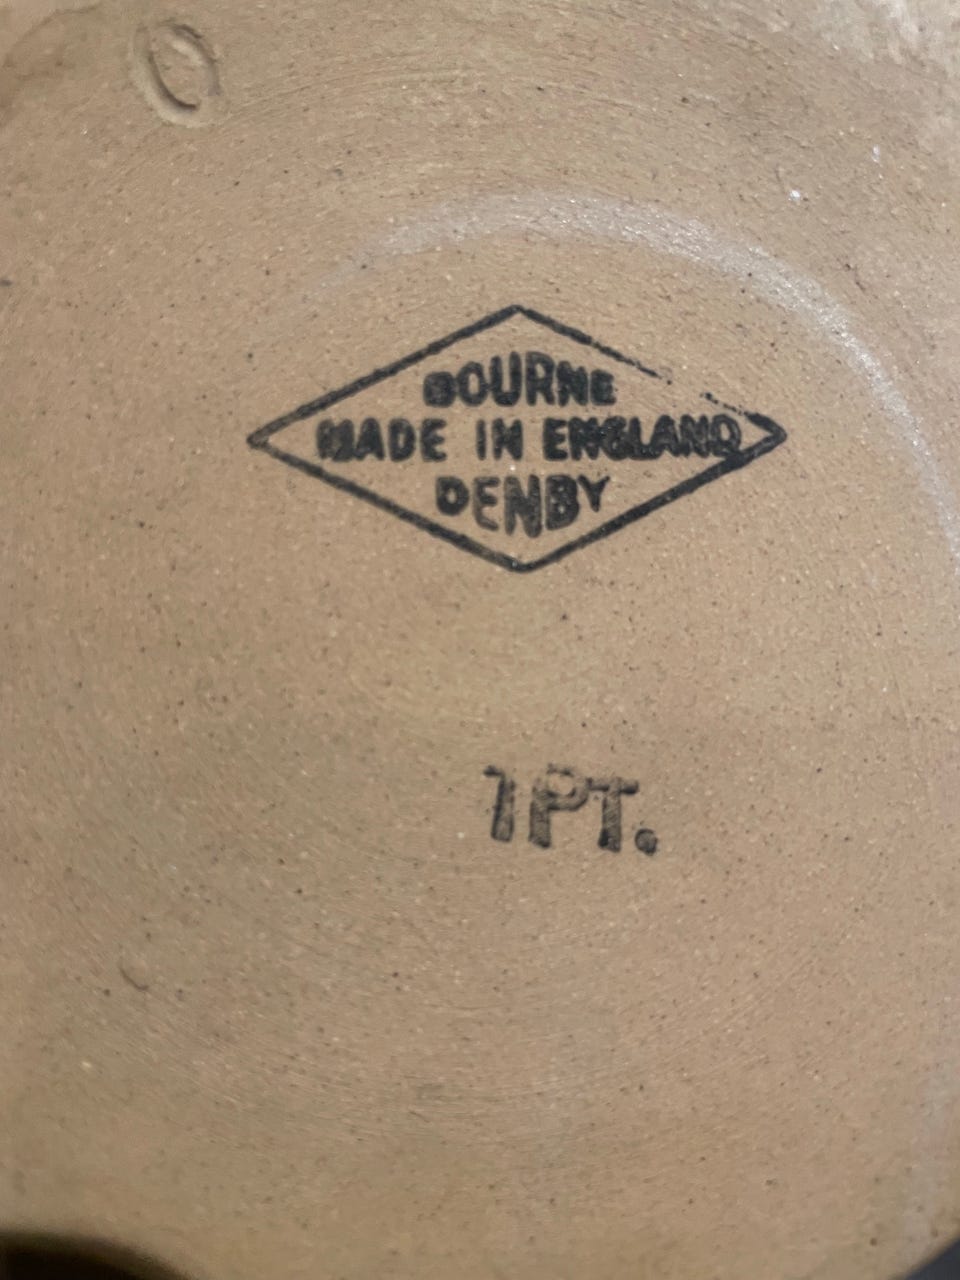 O
BOURNE
MADE IN ENGLAND
DENBY
1PT.